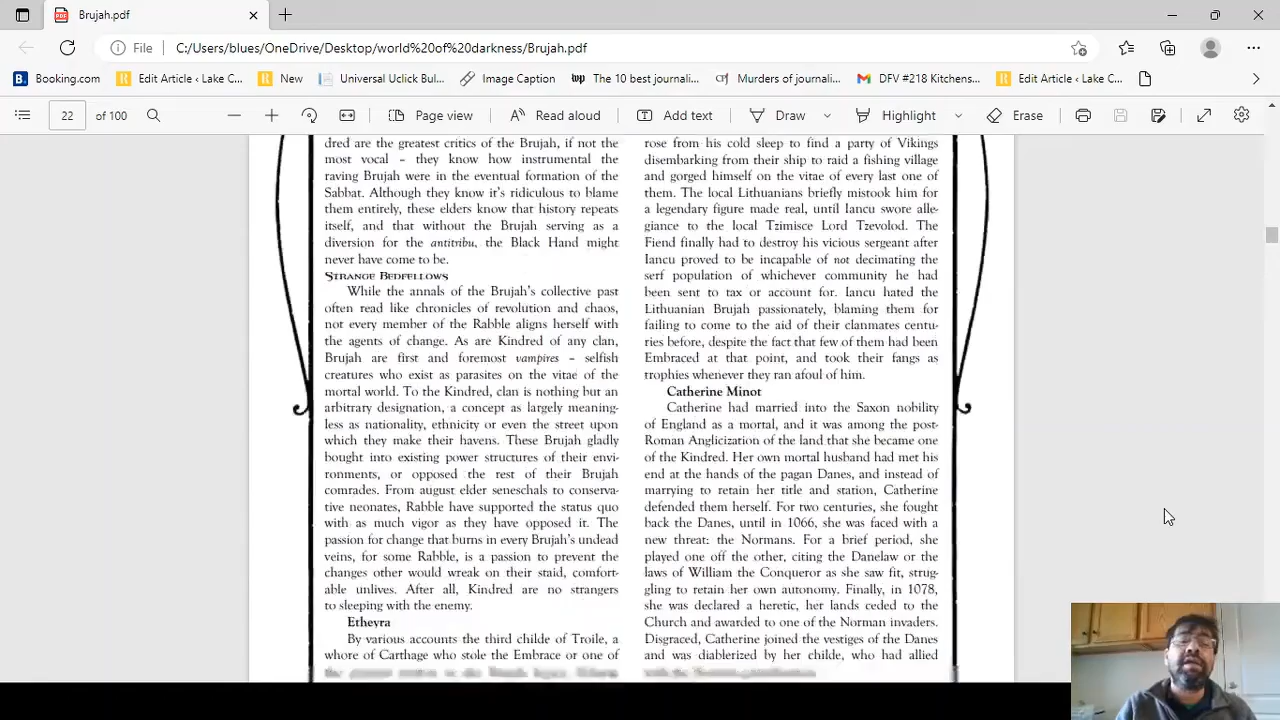 Brujah.pdf
File
C:/Users/blues/OneDrive/Desktop/world%20of%20darkness/Brujah.pdf
B. Booking.com
R Edit Article ‹ Lake C...
R New
Universal Uclick Bul...
Image Caption
wp The 10 best journali...
Murders of journali...
DFV #218 Kitchens...
R Edit Article ‹ Lake C...
22 of 100
Page view
Read aloud
Add text
Draw
Highlight
Erase
dred are the greatest critics of the Brujah, if not the
most vocal – they know how instrumental the
raving Brujah were in the eventual formation of the
Sabbat. Although they know it's ridiculous to blame
them entirely, these elders know that history repeats
itself, and that without the Brujah serving as a
diversion for the antitribu, the Black Hand might
never have come to be.
STRANGE BEDFELLOWS
While the annals of the Brujah's collective past
often read like chronicles of revolution and chaos,
not every member of the Rabble aligns herself with
the agents of change. As are Kindred of any clan,
Brujah are first and foremost vampires – selfish
creatures who exist as parasites on the vitae of the
mortal world. To the Kindred, clan is nothing but an
arbitrary designation, a concept as largely meaning-
less as nationality, ethnicity or even the street upon
which they make their havens. These Brujah gladly
bought into existing power structures of their envi-
ronments, or opposed the rest of their Brujah
comrades. From august elder seneschals to conserva-
tive neonates, Rabble have supported the status quo
with as much vigor as they have opposed it. The
passion for change that burns in every Brujah's undead
veins, for some Rabble, is a passion to prevent the
changes other would wreak on their staid, comfort-
able unlives. After all, Kindred are no strangers
to sleeping with the enemy.
Etheyra
By various accounts the third childe of Troile, a
whore of Carthage who stole the Embrace or one of
rose from his cold sleep to find a party of Vikings
disembarking from their ship to raid a fishing village
and gorged himself on the vitae of every last one of
them. The local Lithuanians briefly mistook him for
a legendary figure made real, until Iancu swore alle-
giance to the local Tzimisce Lord Tzevolod. The
Fiend finally had to destroy his vicious sergeant after
Iancu proved to be incapable of not decimating the
serf population of whichever community he had
been sent to tax or account for. Iancu hated the
Lithuanian Brujah passionately, blaming them for
failing to come to the aid of their clanmates centu-
ries before, despite the fact that few of them had been
Embraced at that point, and took their fangs as
trophies whenever they ran afoul of him.
Catherine Minot
Catherine had married into the Saxon nobility
of England as a mortal, and it was among the post-
Roman Anglicization of the land that she became one
of the Kindred. Her own mortal husband had met his
end at the hands of the pagan Danes, and instead of
marrying to retain her title and station, Catherine
defended them herself. For two centuries, she fought
back the Danes, until in 1066, she was faced with a
new threat: the Normans. For a brief period, she
played one off the other, citing the Danelaw or the
laws of William the Conqueror as she saw fit, strug-
gling to retain her own autonomy. Finally, in 1078,
she was declared a heretic, her lands ceded to the
Church and awarded to one of the Norman invaders.
Disgraced, Catherine joined the vestiges of the Danes
and was diablerized by her childe, who had allied